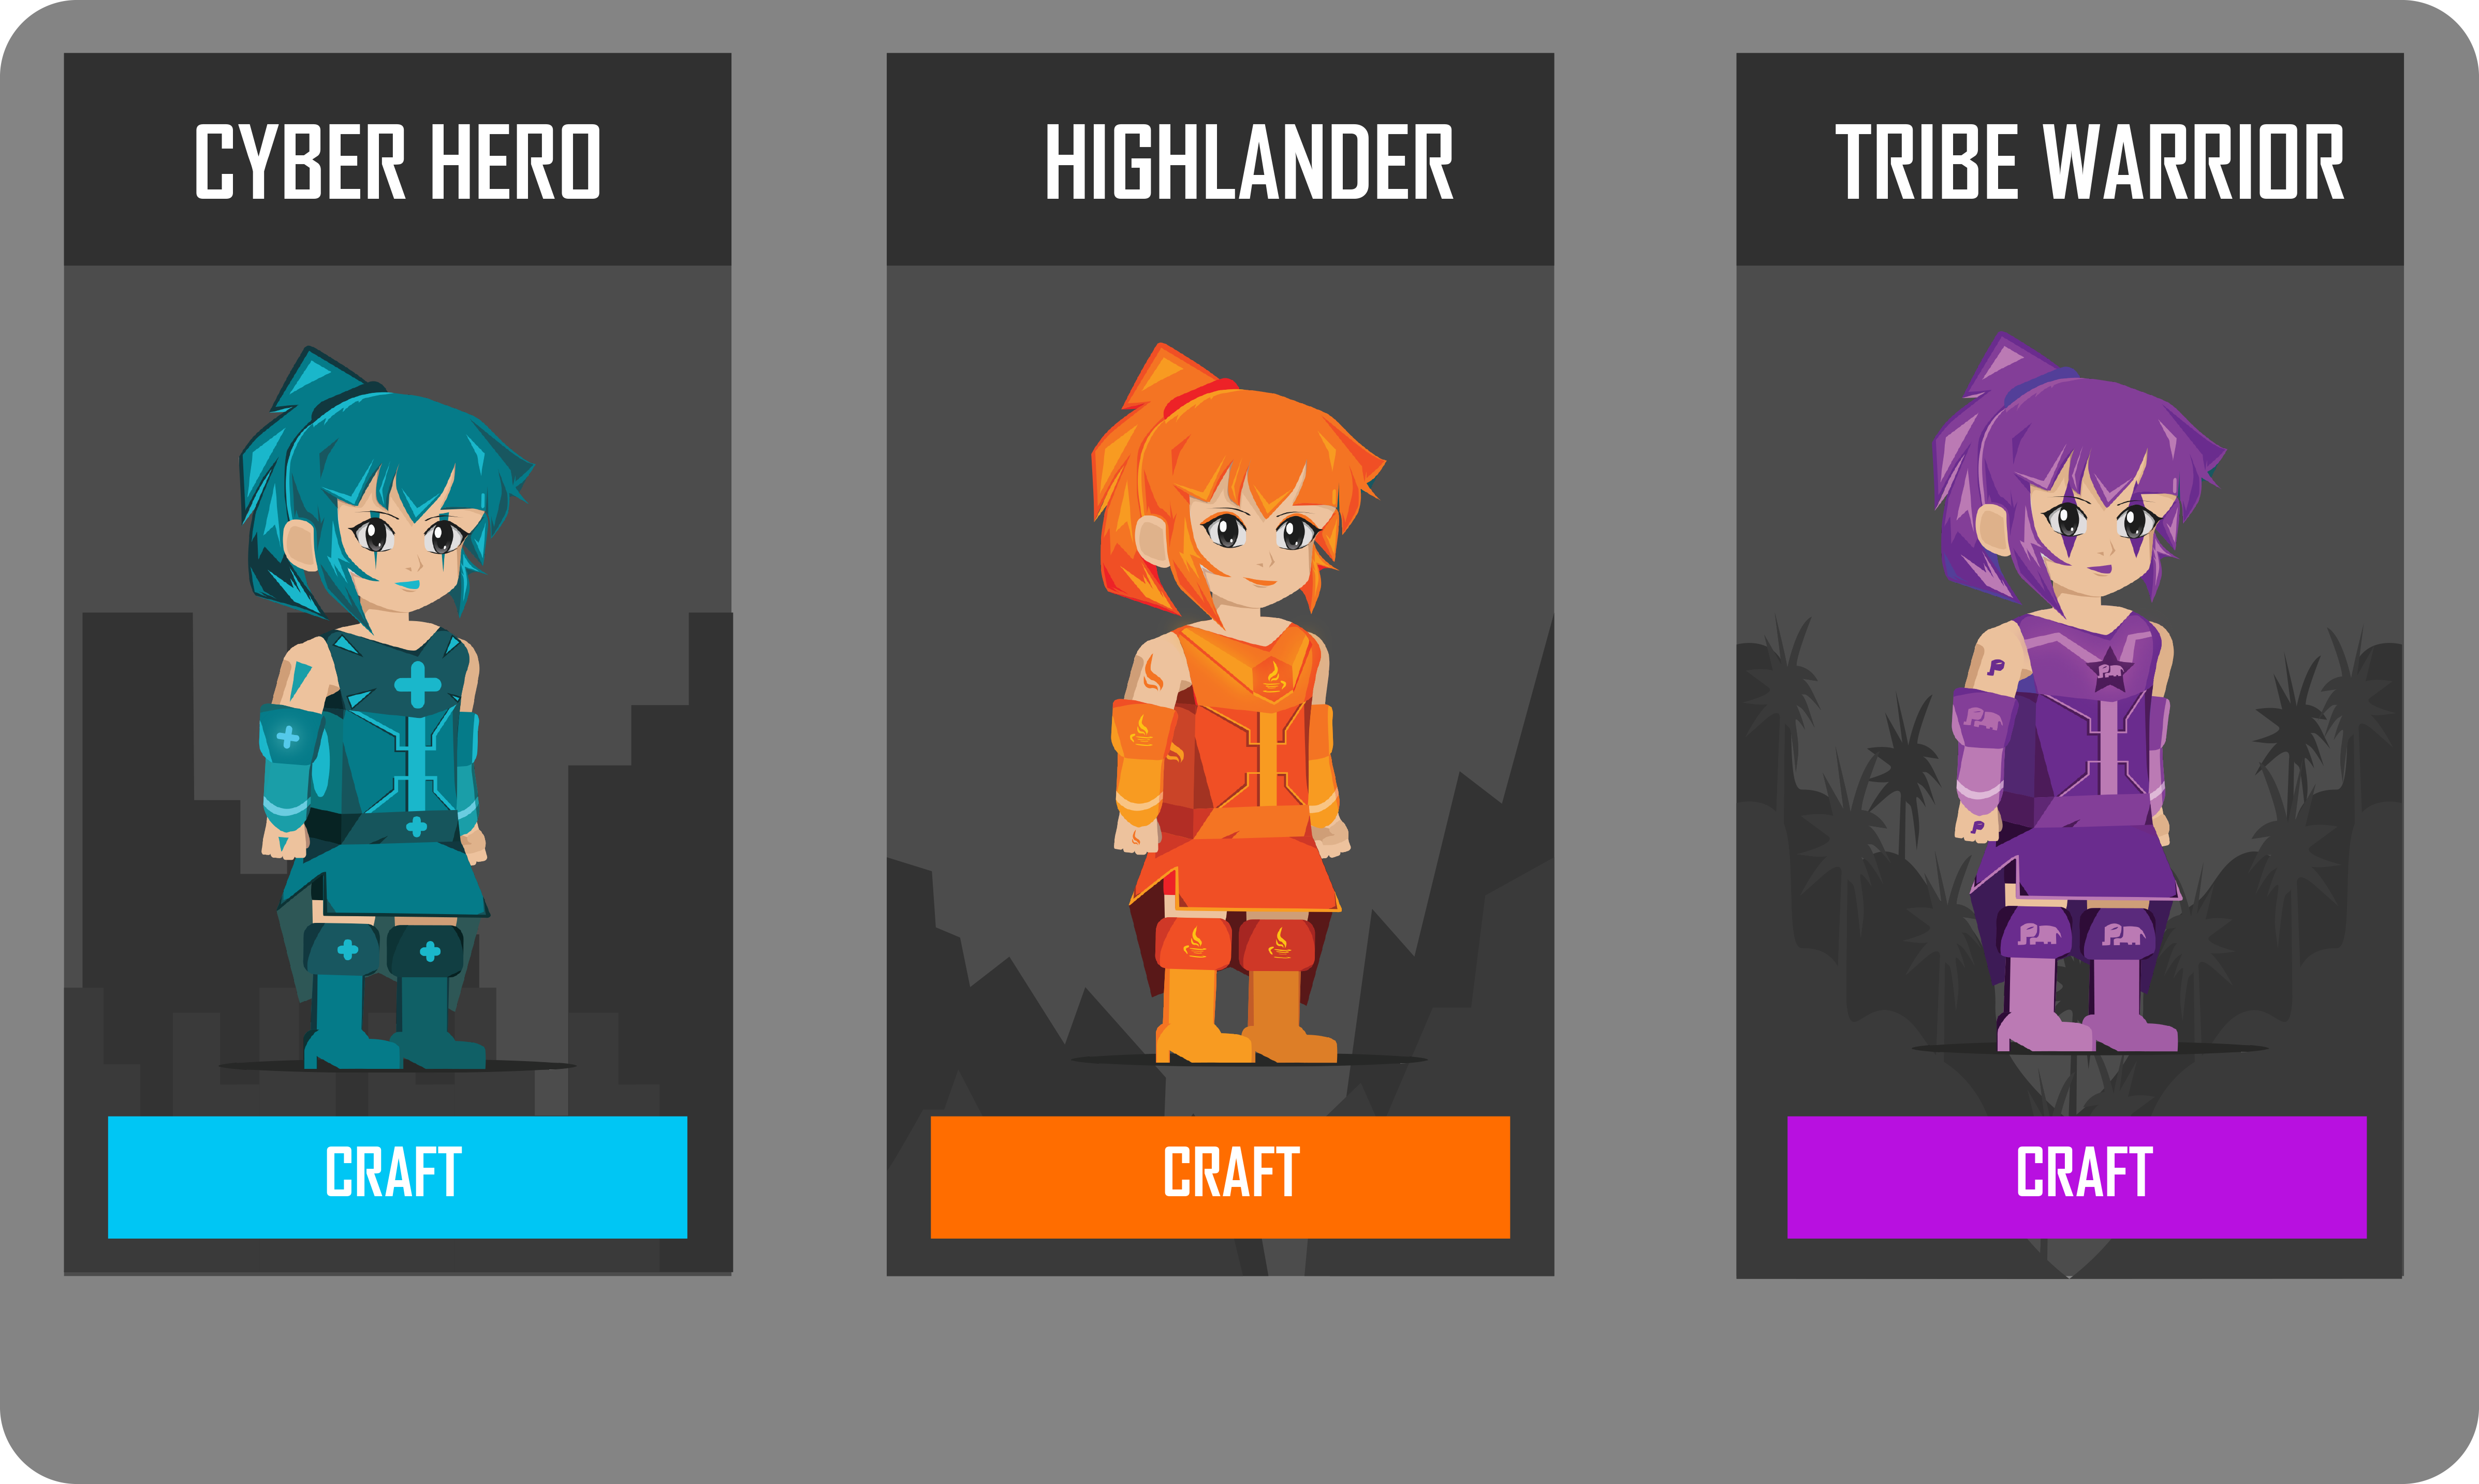 CYBER HERO
HIGHLANDER
TRIBE WARRIOR
CRAFT
CRAFT
CRAFT